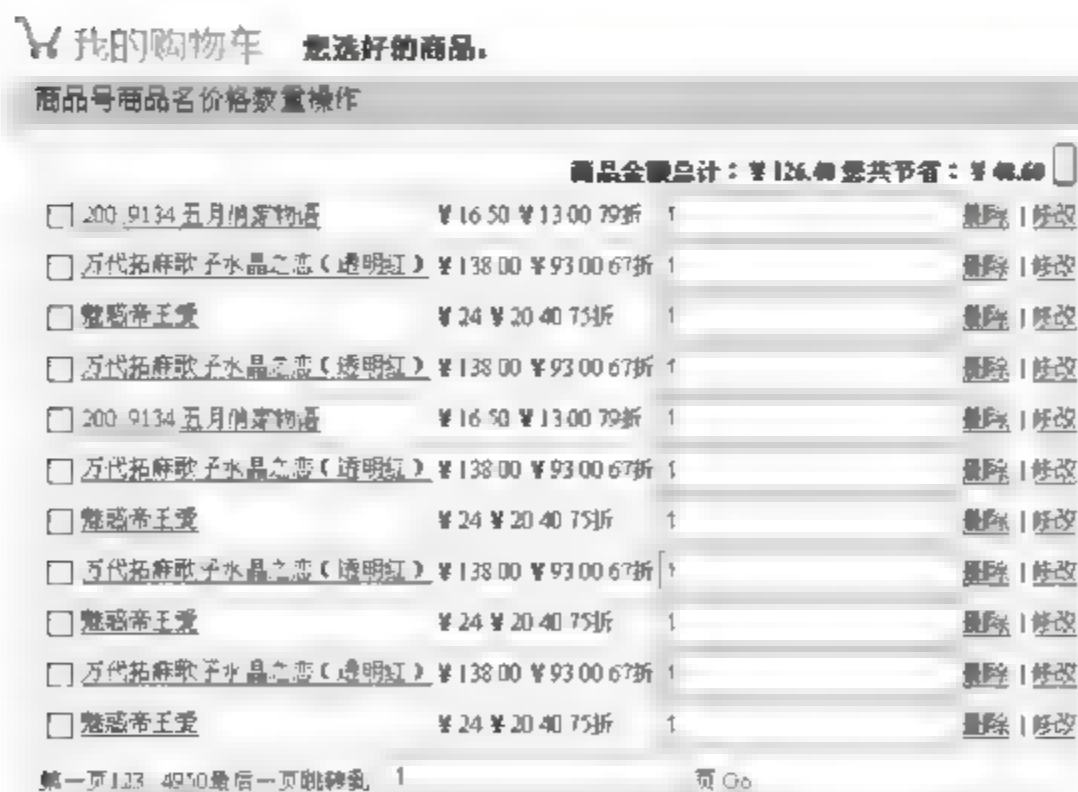 我的购物车 您选好的商品:
商品号商品名价格数量操作
商品金额总计：¥126.40 您共节省：¥48.60
200 9134 五月俏 物语 ¥16.50 ¥13.00 79折 1 删除 | 修改
万代拓麻歌子水晶之恋（透明红） ¥138.00 ¥93.00 67折 1 删除 | 修改
魅惑帝王爱 ¥24 ¥20.40 75折 1 删除 | 修改
万代拓麻歌子水晶之恋（透明红） ¥138.00 ¥93.00 67折 1 删除 | 修改
200 9134 五月俏 物语 ¥16.50 ¥13.00 79折 1 删除 | 修改
万代拓麻歌子水晶之恋（透明红） ¥138.00 ¥93.00 67折 1 删除 | 修改
魅惑帝王爱 ¥24 ¥20.40 75折 1 删除 | 修改
万代拓麻歌子水晶之恋（透明红） ¥138.00 ¥93.00 67折 1 删除 | 修改
魅惑帝王爱 ¥24 ¥20.40 75折 1 删除 | 修改
万代拓麻歌子水晶之恋（透明红） ¥138.00 ¥93.00 67折 1 删除 | 修改
魅惑帝王爱 ¥24 ¥20.40 75折 1 删除 | 修改
第一页123 4950最后一页跳转到 1 页 Go